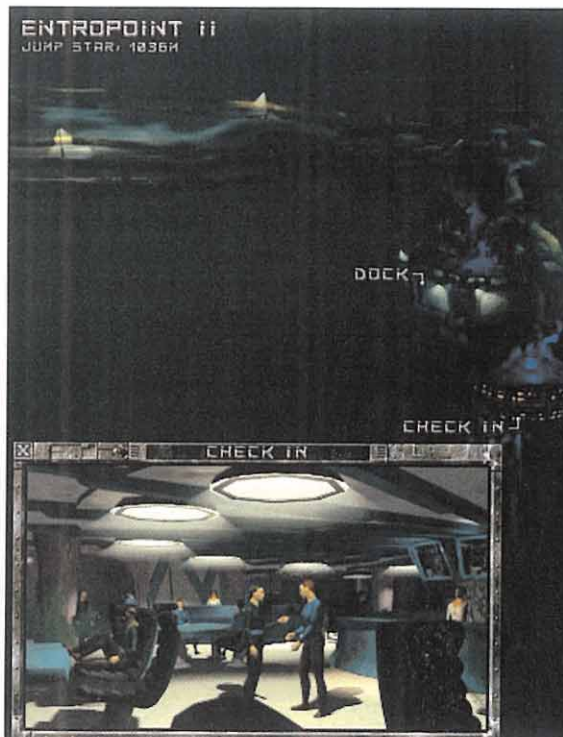 ENTROPOINT ii
JUMP STAR: 1036M
DOCK
CHECK IN
CHECK IN